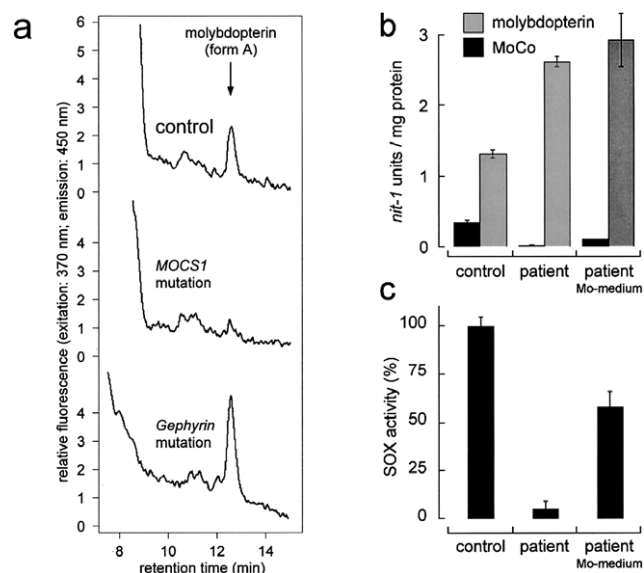 a
relative fluorescence (exitation: 370 nm; emission: 450 nm)
6
5
4
3
2
1
0
molybdopterin
(form A)
control
4
3
2
1
0
MOCS1
mutation
4
3
2
1
0
Gephyrin
mutation
8 10 12 14
retention time (min)
b
molybdopterin
MoCo
nit-1 units / mg protein
3
2
1
0
control patient patient
Mo-medium
c
SOX activity (%)
100
75
50
25
0
control patient patient
Mo-medium